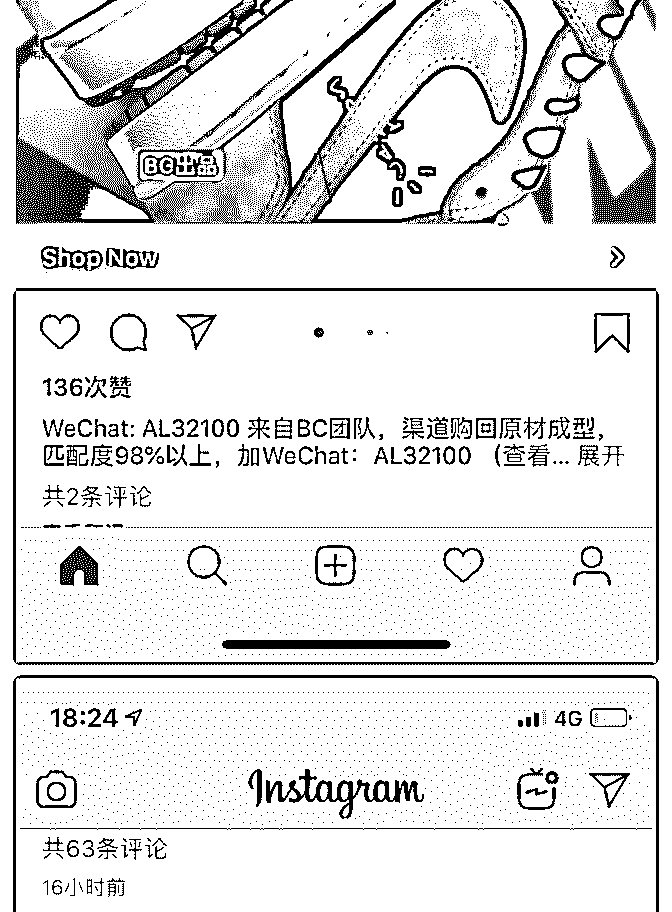 BC出品
Shop Now
136次赞
WeChat: AL32100 来自BC团队，渠道购回原材成型，
匹配度98%以上，加WeChat：AL32100 （查看... 展开
共2条评论
18:24
4G
Instagram
共63条评论
16小时前